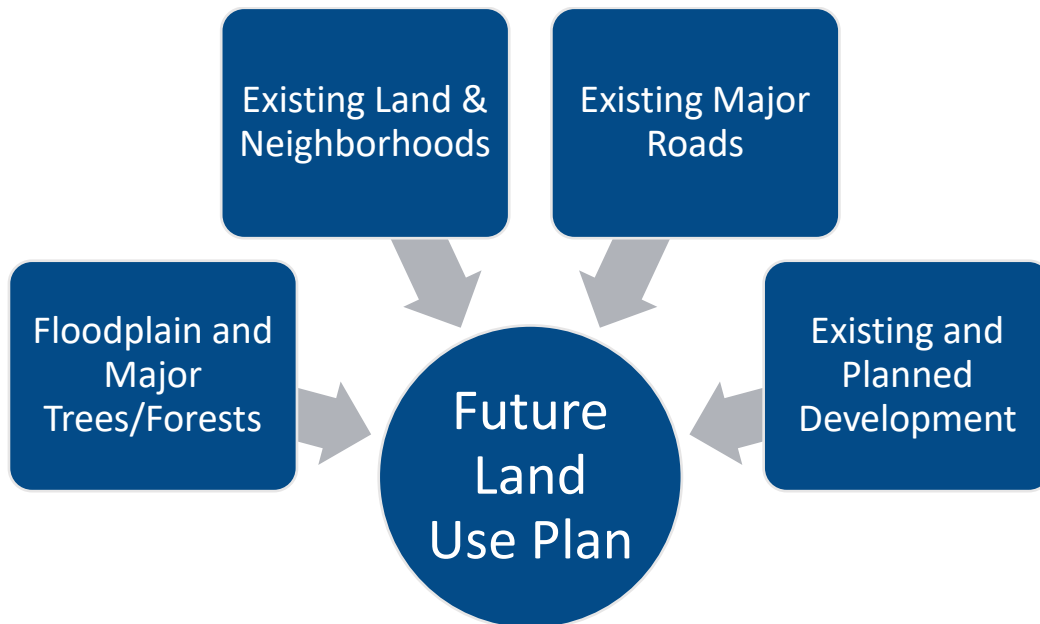 Existing Land &
Neighborhoods
Existing Major
Roads
Floodplain and
Major
Trees/Forests
Existing and
Planned
Development
Future
Land
Use Plan